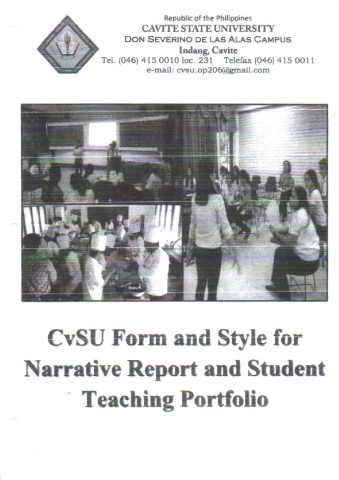 Republic of the Philippines
CAVITE STATE UNIVERSITY
DON SEVERINO DE LAS ALAS CAMPUS
Indang, Cavite
Tel. (046) 415 0010 loc. 231 Telefax (046) 415 0011
e-mail: cvsu.op206@gmail.com
CvSU Form and Style for
Narrative Report and Student
Teaching Portfolio